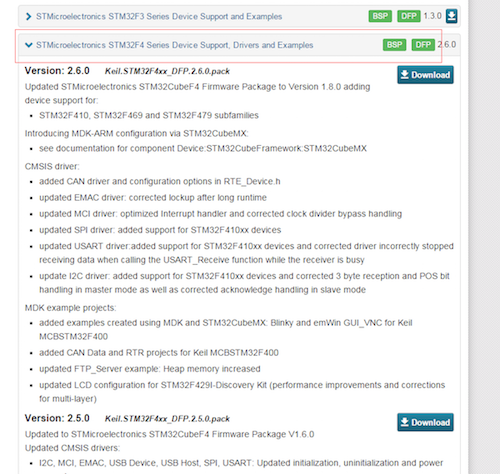 STMicroelectronics STM32F3 Series Device Support and Examples BSP DFP 1.3.0
STMicroelectronics STM32F4 Series Device Support, Drivers and Examples BSP DFP 2.6.0
Version: 2.6.0 Keil.STM32F4xx_DFP.2.6.0.pack Download
Updated STMicroelectronics STM32CubeF4 Firmware Package to Version 1.8.0 adding
device support for:
• STM32F410, STM32F469 and STM32F479 subfamilies
Introducing MDK-ARM configuration via STM32CubeMX:
• see documentation for component Device:STM32CubeFramework:STM32CubeMX
CMSIS driver:
• added CAN driver and configuration options in RTE_Device.h
• updated EMAC driver: corrected lockup after long runtime
• updated MCI driver: optimized Interrupt handler and corrected clock divider bypass handling
• updated SPI driver: added support for STM32F410xx devices
• updated USART driver:added support for STM32F410xx devices and corrected driver incorrectly stopped
receiving data when calling the USART_Receive function while the receiver is busy
• update I2C driver: added support for STM32F410xx devices and corrected 3 byte reception and POS bit
handling in master mode as well as corrected acknowledge handling in slave mode
MDK example projects:
• added examples created using MDK and STM32CubeMX: Blinky and emWin GUI_VNC for Keil
MCBSTM32F400
• added CAN Data and RTR projects for Keil MCBSTM32F400
• updated FTP_Server example: Heap memory increased
• updated LCD configuration for STM32F429I-Discovery Kit (performance improvements and corrections
for multi-layer)
Version: 2.5.0 Keil.STM32F4xx_DFP.2.5.0.pack Download
Updated to STMicroelectronics STM32CubeF4 Firmware Package V1.6.0
Updated CMSIS drivers:
• I2C, MCI, EMAC, USB Device, USB Host, SPI, USART: Updated initialization, uninitialization and power